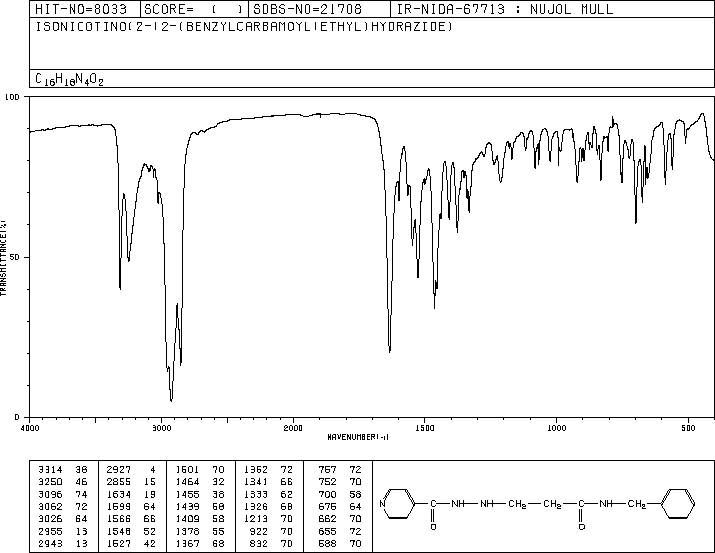 HIT-NO=8033 SCORE= ( ) SDBS-NO=21708 IR-NIDA-67713 : NUJOL MULL
ISONICOTINO(2-(2-(BENZYLCARBAMOYL)ETHYL)HYDRAZIDE)
C16H18N4O2
100
50
0
TRANSMITTANCE(%)
4000 3000 2000 1500 1000 500
WAVENUMBER(-1)
3314 38 2927 4 1601 70 1362 72 757 72
3250 46 2855 15 1464 32 1341 66 752 70
3096 74 1634 19 1455 38 1333 62 700 58
3062 72 1599 64 1439 68 1326 68 675 64
3026 64 1566 66 1409 58 1213 70 662 70
2955 13 1548 52 1378 55 922 70 655 72
2943 13 1527 42 1367 68 832 70 588 70
N C NH NH CH2 CH2 C NH CH2
O O